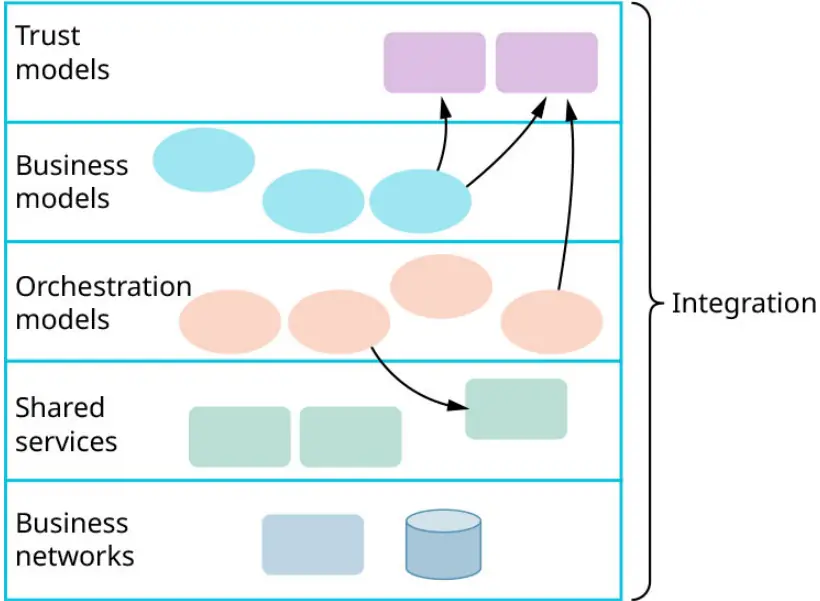 Trust
models
Business
models
Orchestration
models
Integration
Shared
services
Business
networks